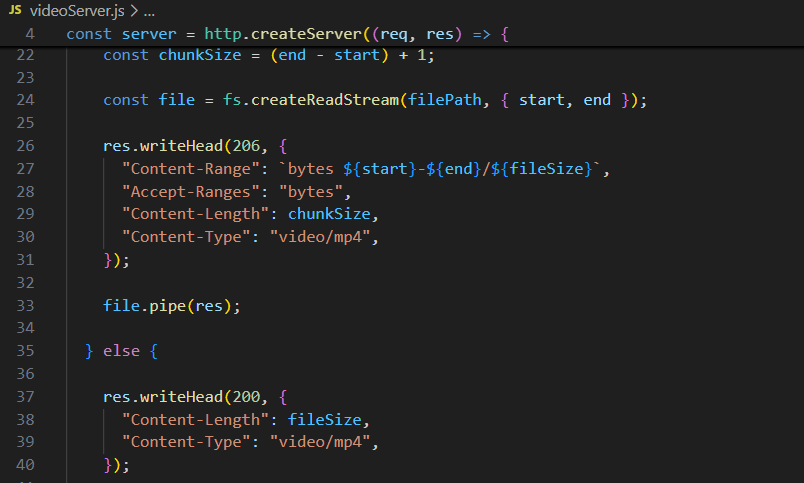 JS videoServer.js > ...
4 const server = http.createServer((req, res) => {
22 const chunkSize = (end - start) + 1;
23
24 const file = fs.createReadStream(filePath, { start, end });
25
26 res.writeHead(206, {
27 "Content-Range": `bytes ${start}-${end}/${fileSize}`,
28 "Accept-Ranges": "bytes",
29 "Content-Length": chunkSize,
30 "Content-Type": "video/mp4",
31 });
32
33 file.pipe(res);
34
35 } else {
36
37 res.writeHead(200, {
38 "Content-Length": fileSize,
39 "Content-Type": "video/mp4",
40 });